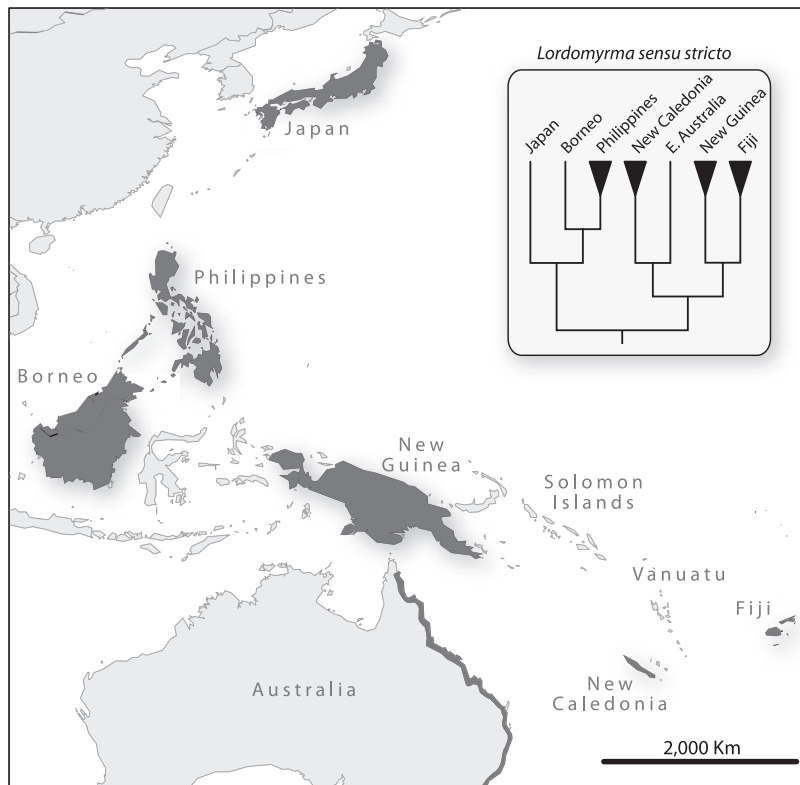 Lordomyrma sensu stricto
Japan
Borneo
Philippines
New Caledonia
E. Australia
New Guinea
Fiji
Japan
Philippines
Borneo
New
Guinea
Solomon
Islands
Vanuatu
Fiji
Australia
New
Caledonia
2,000 Km